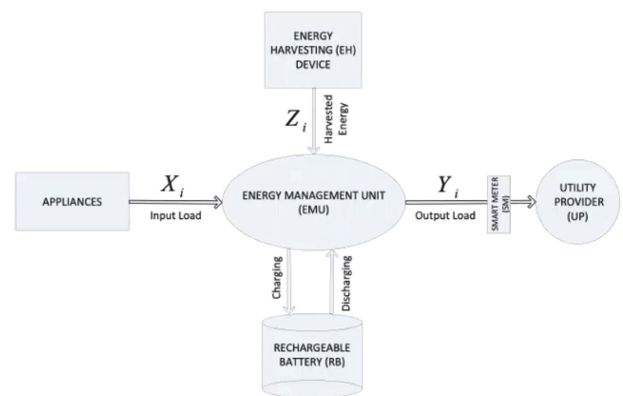 ENERGY
HARVESTING (EH)
DEVICE
Z i
Harvested
Energy
APPLIANCES
X i
Input Load
ENERGY MANAGEMENT UNIT
(EMU)
Y i
Output Load
SMART METER
(SM)
UTILITY
PROVIDER
(UP)
Charging
Discharging
RECHARGEABLE
BATTERY (RB)